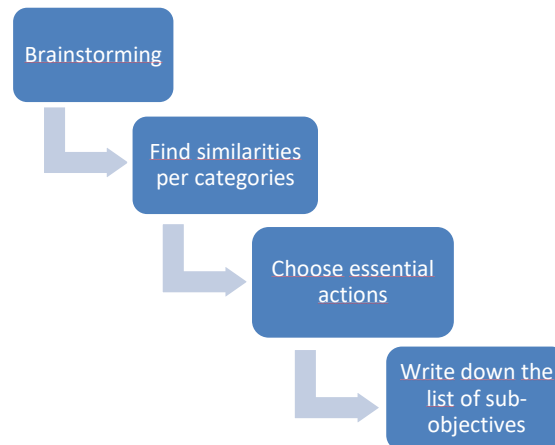 Brainstorming
Find similarities
per categories
Choose essential
actions
Write down the
list of sub-
objectives